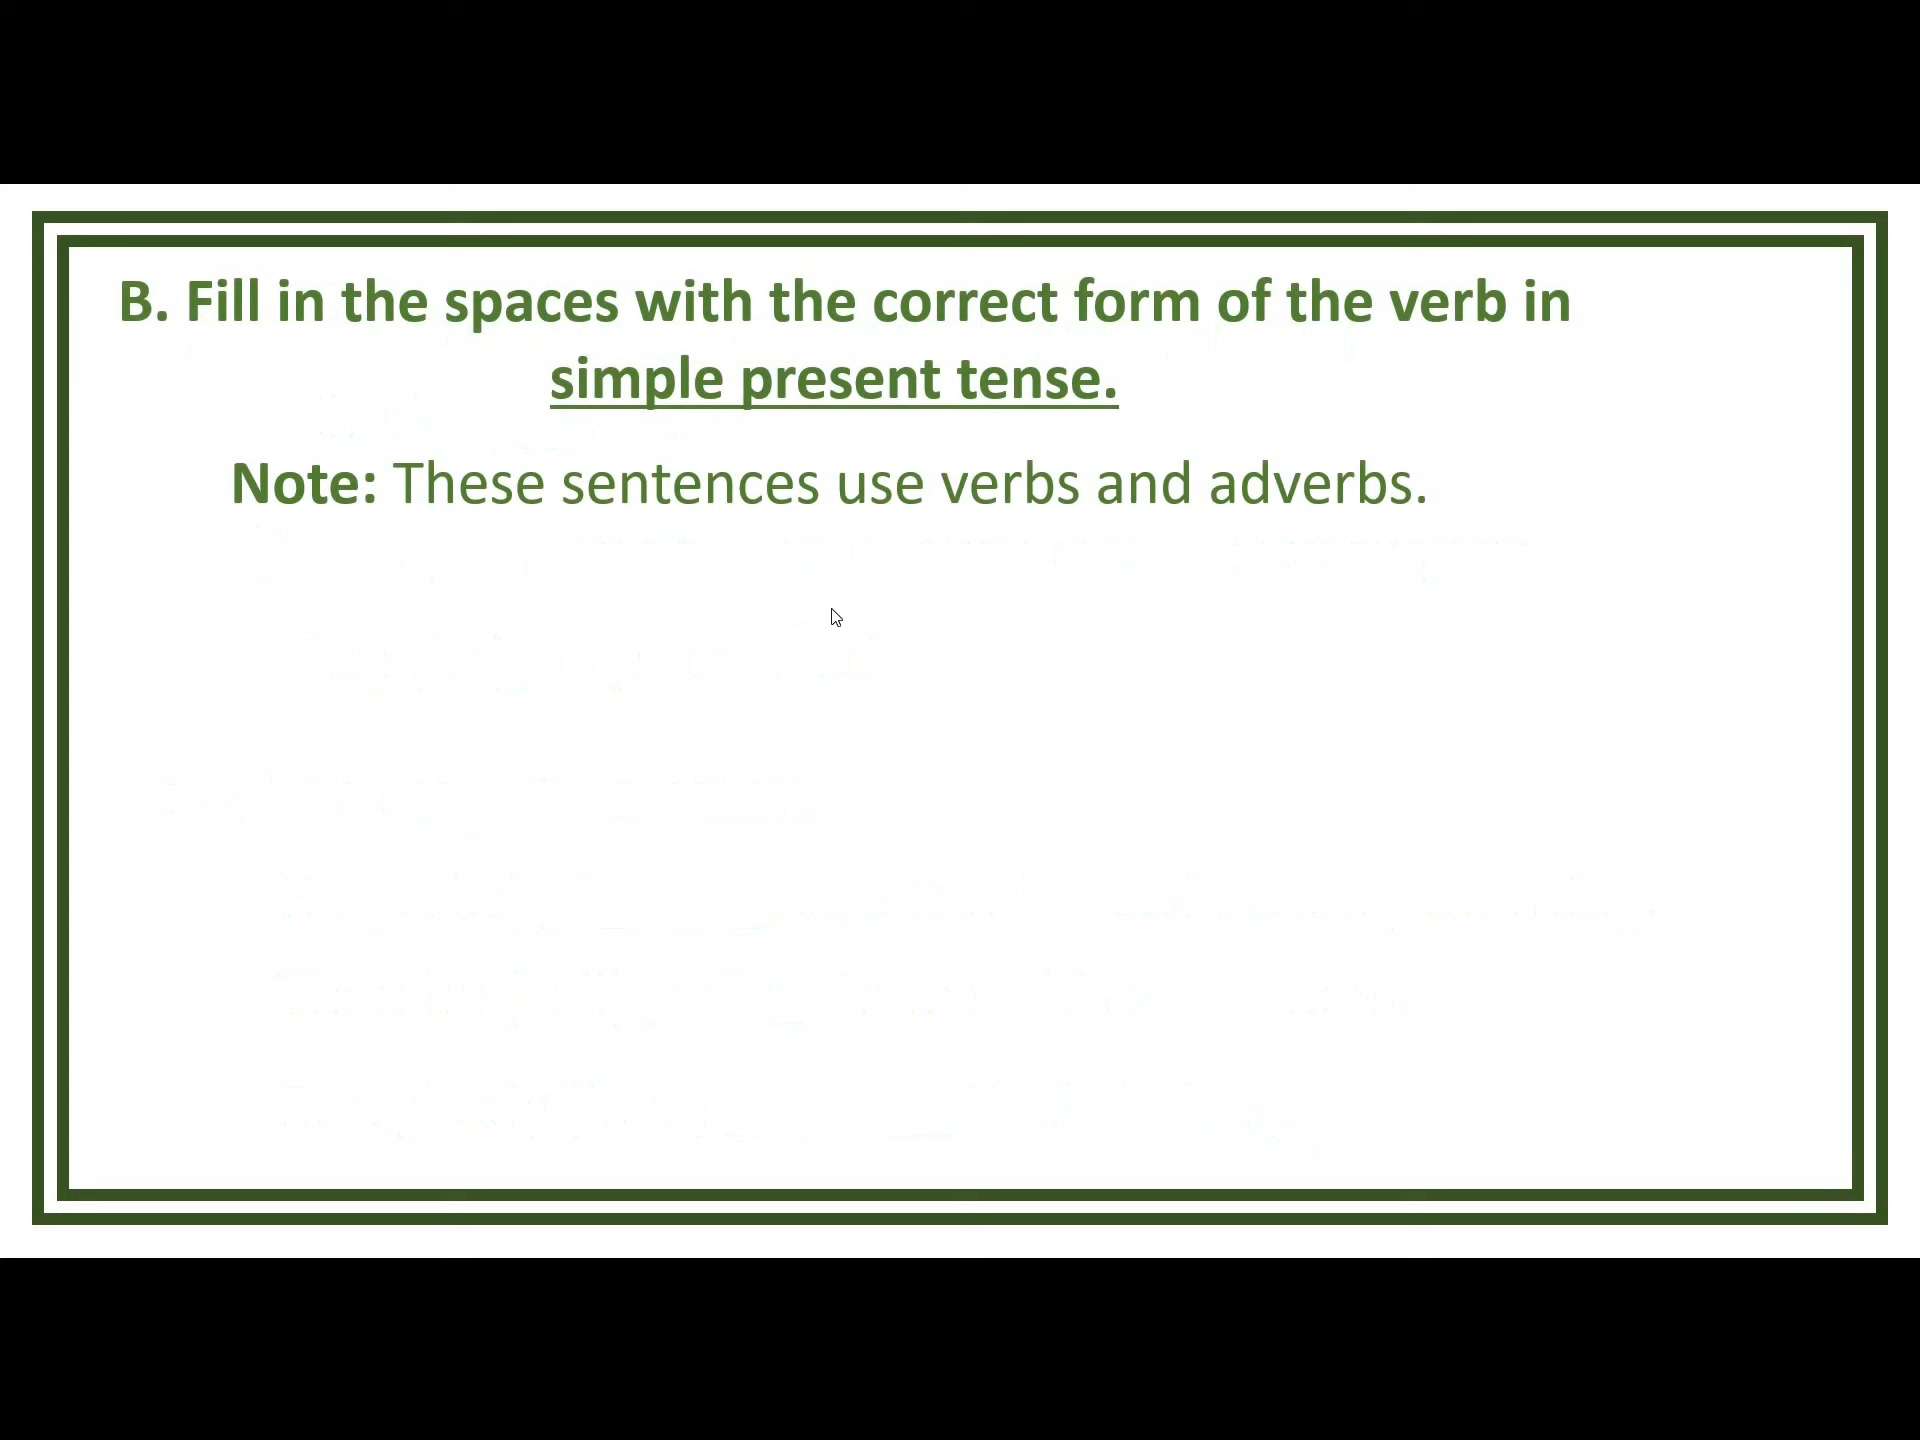 B. Fill in the spaces with the correct form of the verb in
simple present tense.
Note: These sentences use verbs and adverbs.